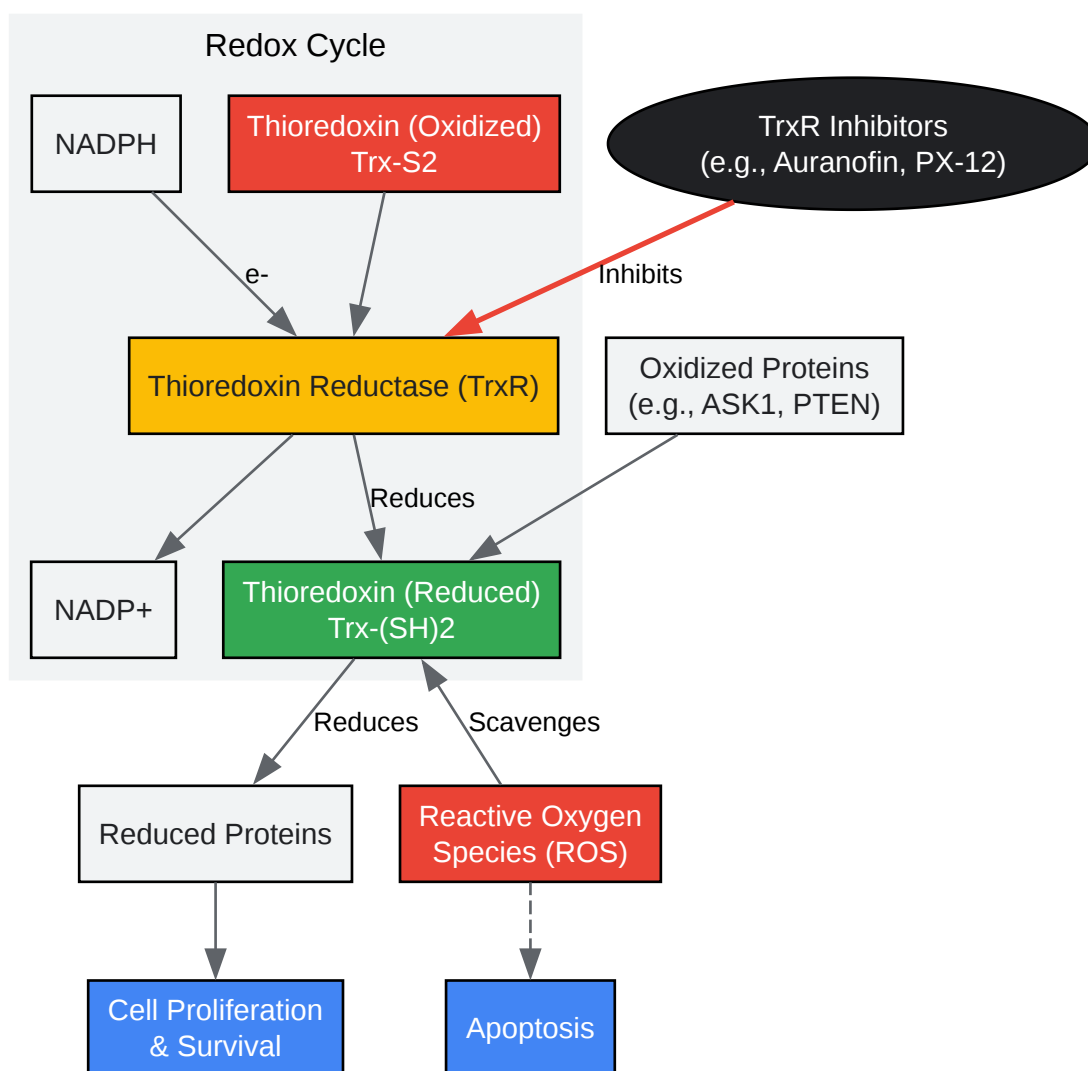 Redox Cycle
NADPH
Thioredoxin (Oxidized)
Trx-S2
TrxR Inhibitors
(e.g., Auranofin, PX-12)
e-
Inhibits
Thioredoxin Reductase (TrxR)
Oxidized Proteins
(e.g., ASK1, PTEN)
Reduces
NADP+
Thioredoxin (Reduced)
Trx-(SH)2
Reduces
Scavenges
Reduced Proteins
Reactive Oxygen
Species (ROS)
Cell Proliferation
& Survival
Apoptosis